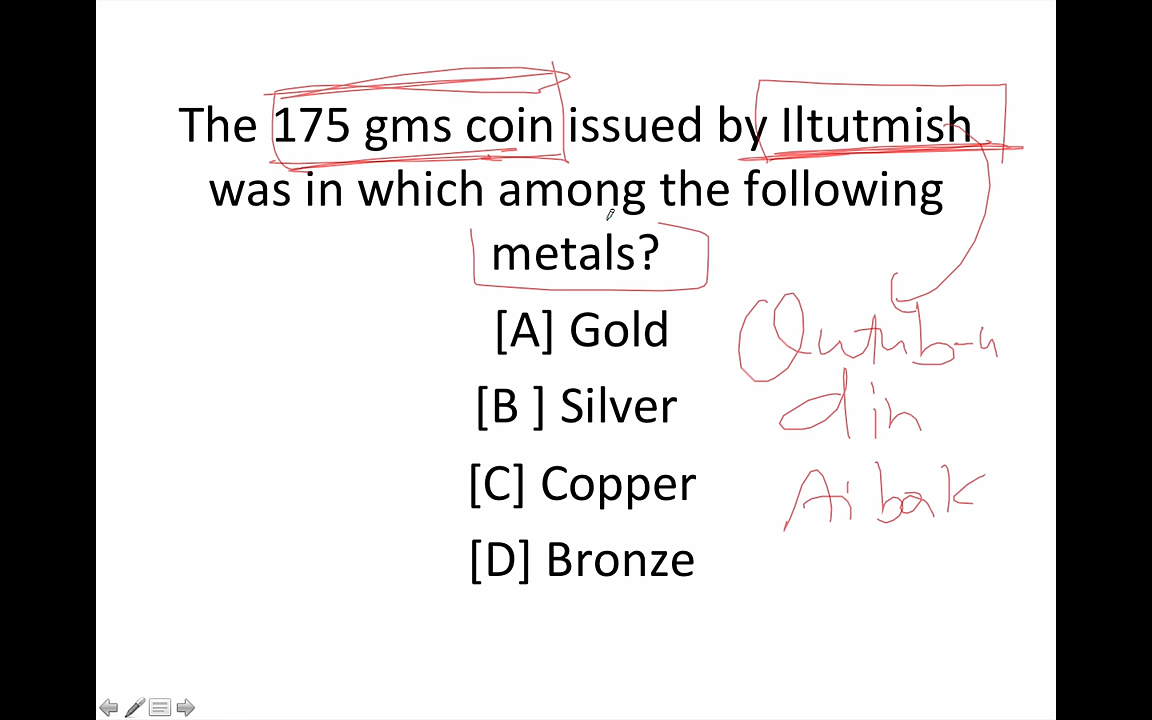 The 175 gms coin issued by Iltutmish
was in which among the following
metals?
[A] Gold
[B ] Silver
[C] Copper
[D] Bronze
Qutub-u
din
Aibak